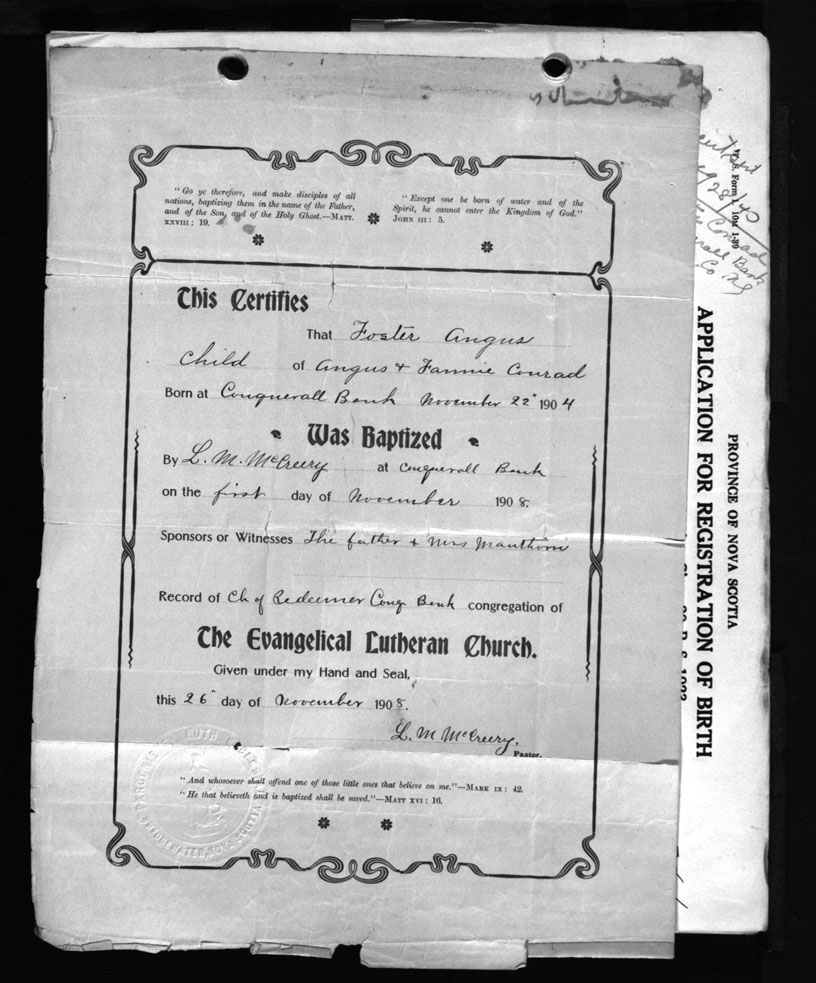 "Go ye therefore, and make disciples of all
nations, baptizing them in the name of the Father,
and of the Son, and of the Holy Ghost.—MATT.
XXVIII: 19.
"Except one be born of water and of the
Spirit, he cannot enter the Kingdom of God."
JOHN III: 5.
This Certifies
That Foster Angus
Child of Angus & Fannie Conrad
Born at Conquerall Bank November 22" 1904
Was Baptized
By L. M. McCreery at Conquerall Bank
on the first day of November 1908.
Sponsors or Witnesses The father & Mrs
Record of Ch of Redeemer Conq. Bank congregation of
The Evangelical Lutheran Church.
Given under my Hand and Seal,
this 26" day of November 1908.
L. M. McCreery.
Pastor.
"And whosoever shall offend one of those little ones that believe on me."—MARK IX: 42.
"He that believeth and is baptized shall be saved."—MATT XVI: 16.
PROVINCE OF NOVA SCOTIA
APPLICATION FOR REGISTRATION OF BIRTH
Form 1.
Conrad
Bank